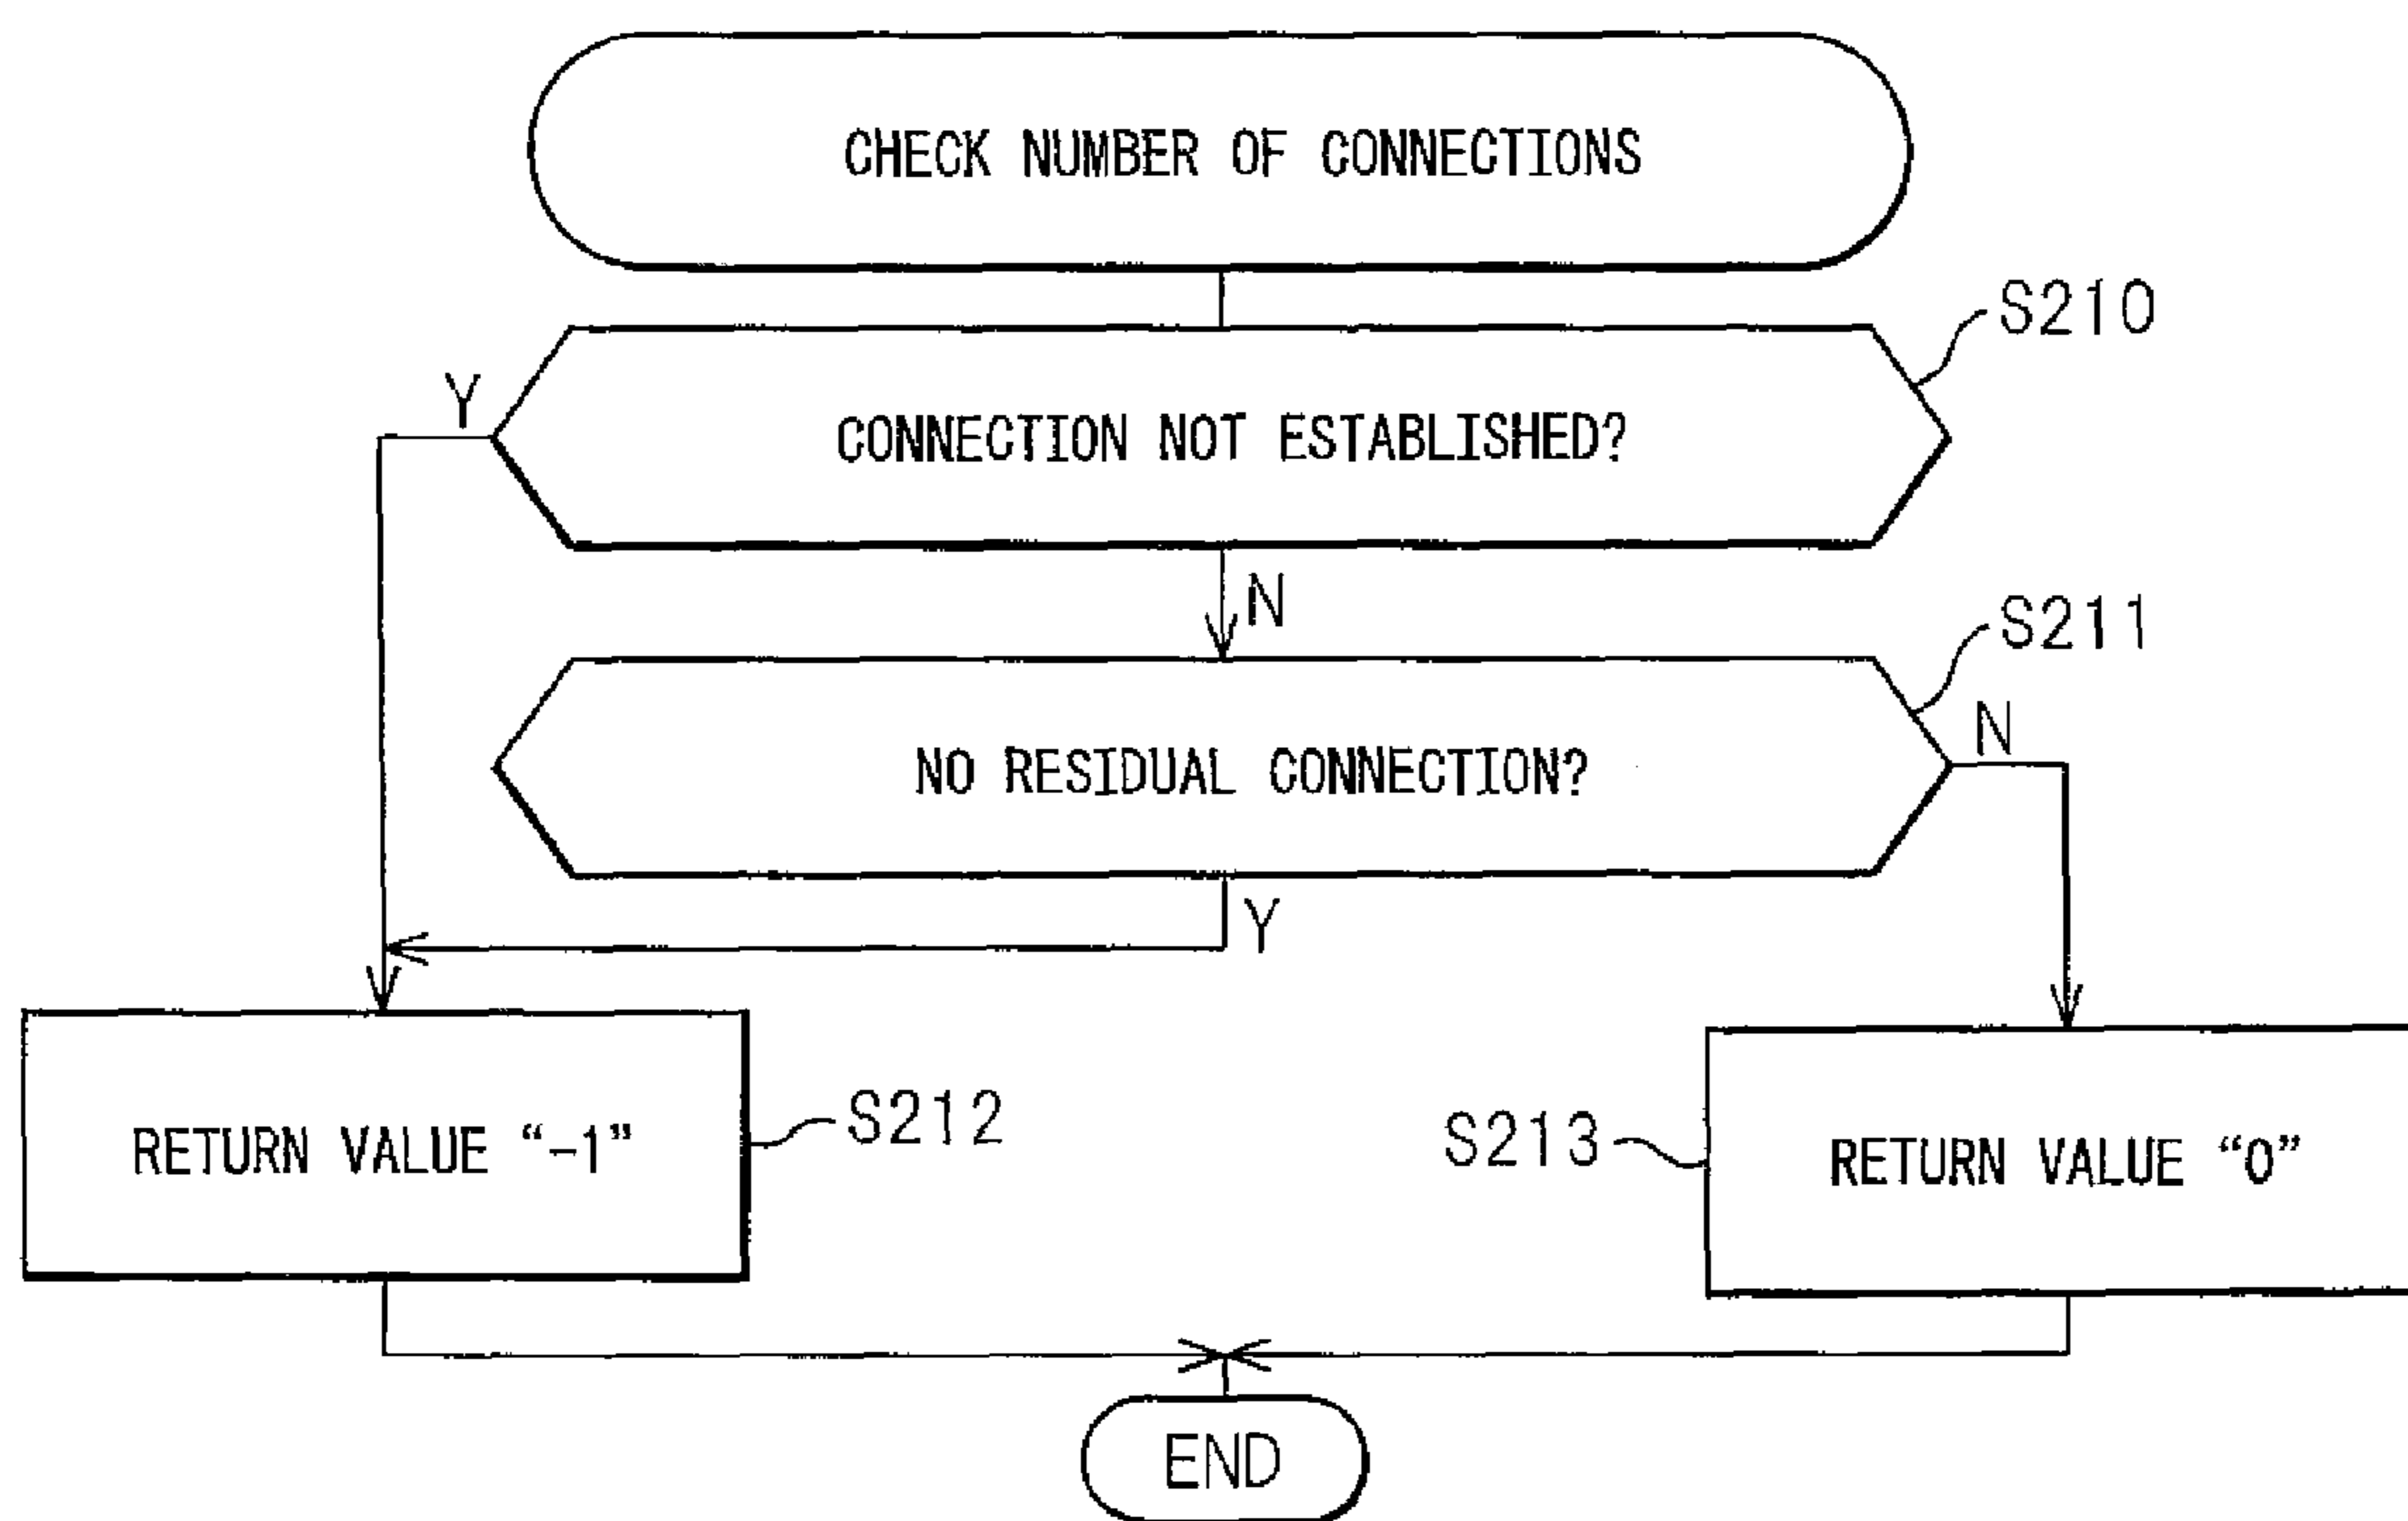 CHECK NUMBER OF CONNECTIONS
S210
Y
CONNECTION NOT ESTABLISHED?
N
S211
N
NO RESIDUAL CONNECTION?
Y
RETURN VALUE “-1”
S212
S213
RETURN VALUE “0”
END